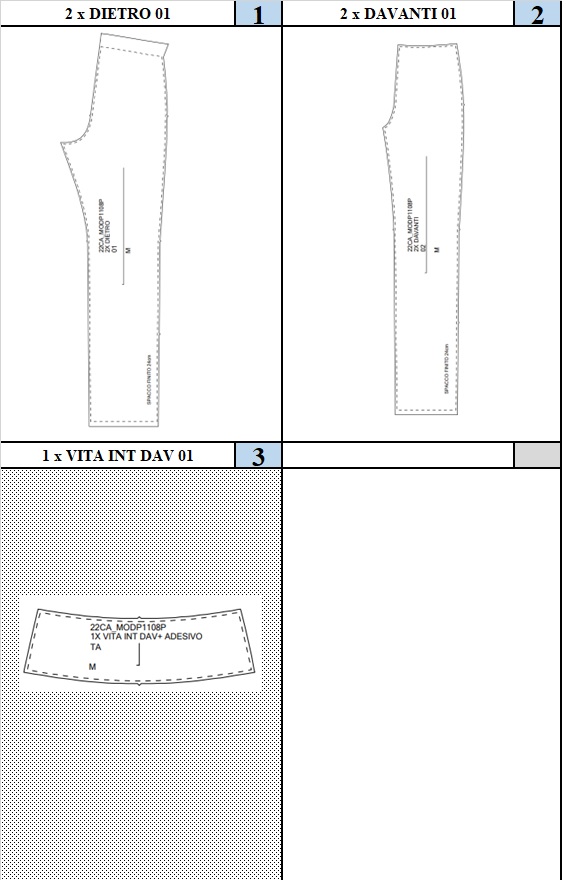 2 x DIETRO 01
1
2 x DAVANTI 01
2
22CA_MODP1108P
2X DIETRO
01
M
SPACCO FINITO 24cm
22CA_MODP1108P
2X DAVANTI
02
M
SPACCO FINITO 24cm
1 x VITA INT DAV 01
3
22CA_MODP1108P
1X VITA INT DAV+ ADESIVO
TA
M